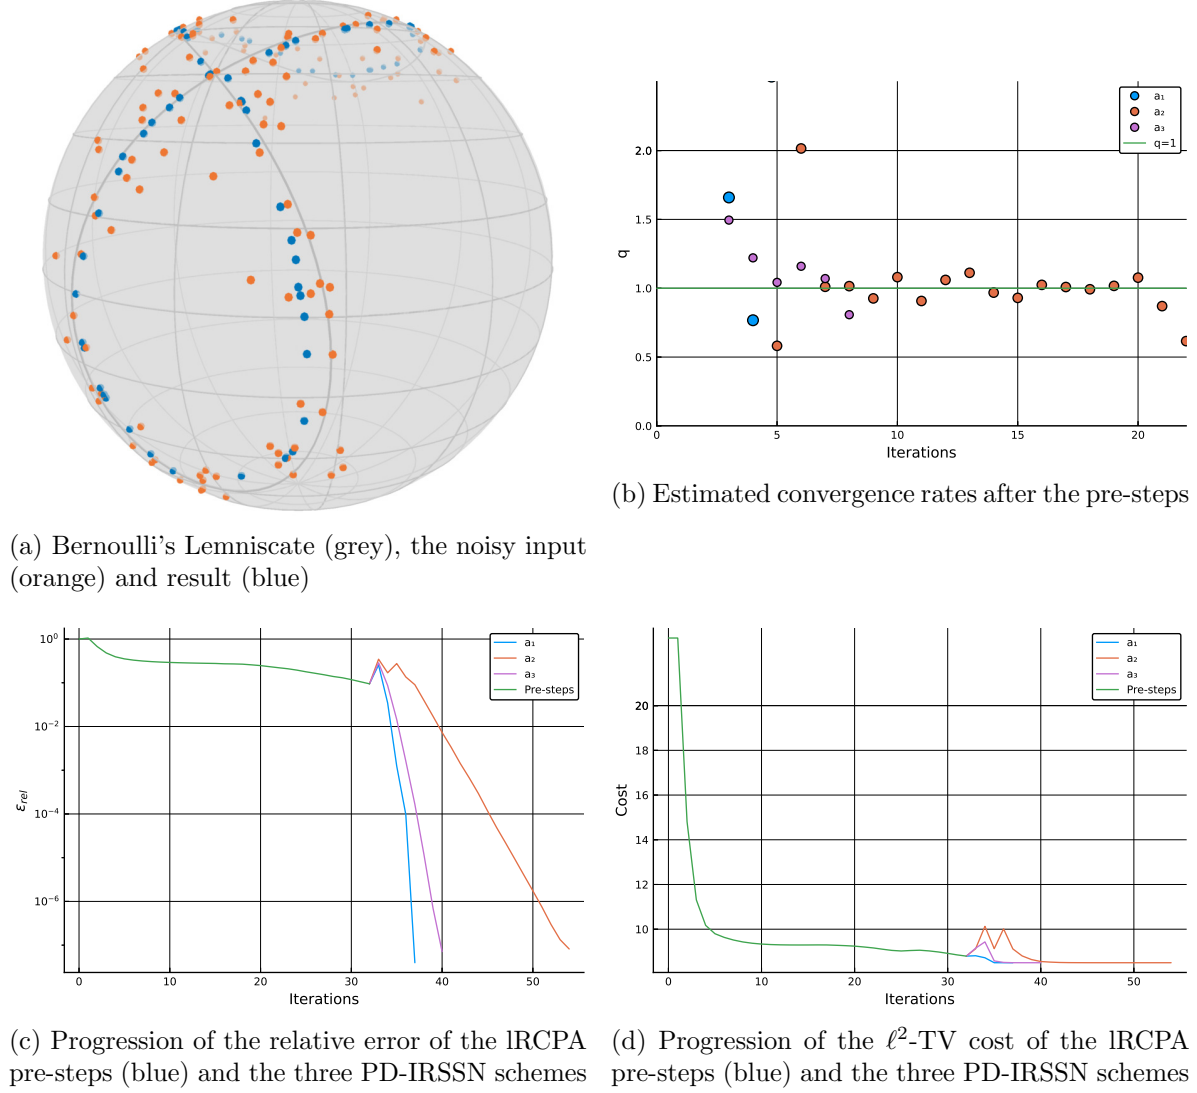 a₁
a₂
a₃
q=1
2.0
1.5
1.0
0.5
0.0
q
0
5
10
15
20
Iterations
(a) Bernoulli's Lemniscate (grey), the noisy input
(orange) and result (blue)
(b) Estimated convergence rates after the pre-steps
10⁰
10⁻²
10⁻⁴
10⁻⁶
ε_rel
a₁
a₂
a₃
Pre-steps
0
10
20
30
40
50
Iterations
20
18
16
14
12
10
Cost
a₁
a₂
a₃
Pre-steps
0
10
20
30
40
50
Iterations
(c) Progression of the relative error of the lRCPA
pre-steps (blue) and the three PD-IRSSN schemes
(d) Progression of the ℓ²-TV cost of the lRCPA
pre-steps (blue) and the three PD-IRSSN schemes